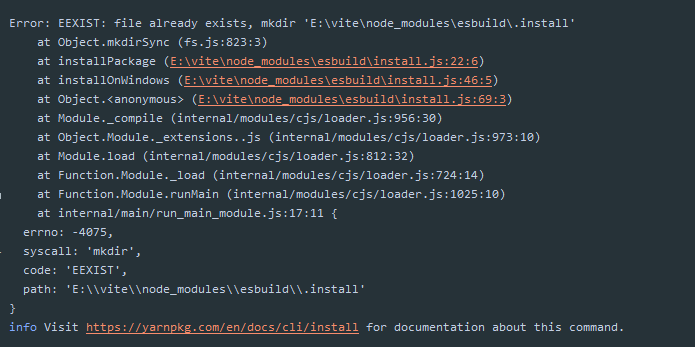 Error: EEXIST: file already exists, mkdir 'E:\vite\node_modules\esbuild\.install'
at Object.mkdirSync (fs.js:823:3)
at installPackage (E:\vite\node_modules\esbuild\install.js:22:6)
at installOnWindows (E:\vite\node_modules\esbuild\install.js:46:5)
at Object.<anonymous> (E:\vite\node_modules\esbuild\install.js:69:3)
at Module._compile (internal/modules/cjs/loader.js:956:30)
at Object.Module._extensions..js (internal/modules/cjs/loader.js:973:10)
at Module.load (internal/modules/cjs/loader.js:812:32)
at Function.Module._load (internal/modules/cjs/loader.js:724:14)
at Function.Module.runMain (internal/modules/cjs/loader.js:1025:10)
at internal/main/run_main_module.js:17:11 {
errno: -4075,
syscall: 'mkdir',
code: 'EEXIST',
path: 'E:\\vite\\node_modules\\esbuild\\.install'
}
info Visit https://yarnpkg.com/en/docs/cli/install for documentation about this command.